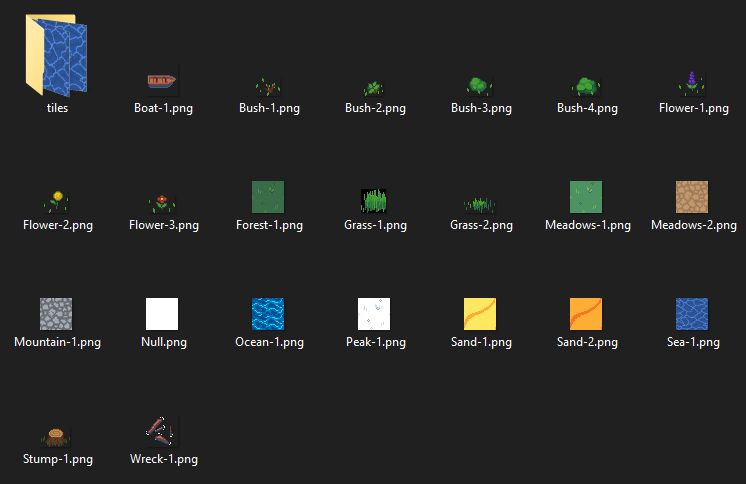 tiles
Boat-1.png
Bush-1.png
Bush-2.png
Bush-3.png
Bush-4.png
Flower-1.png
Flower-2.png
Flower-3.png
Forest-1.png
Grass-1.png
Grass-2.png
Meadows-1.png
Meadows-2.png
Mountain-1.png
Null.png
Ocean-1.png
Peak-1.png
Sand-1.png
Sand-2.png
Sea-1.png
Stump-1.png
Wreck-1.png